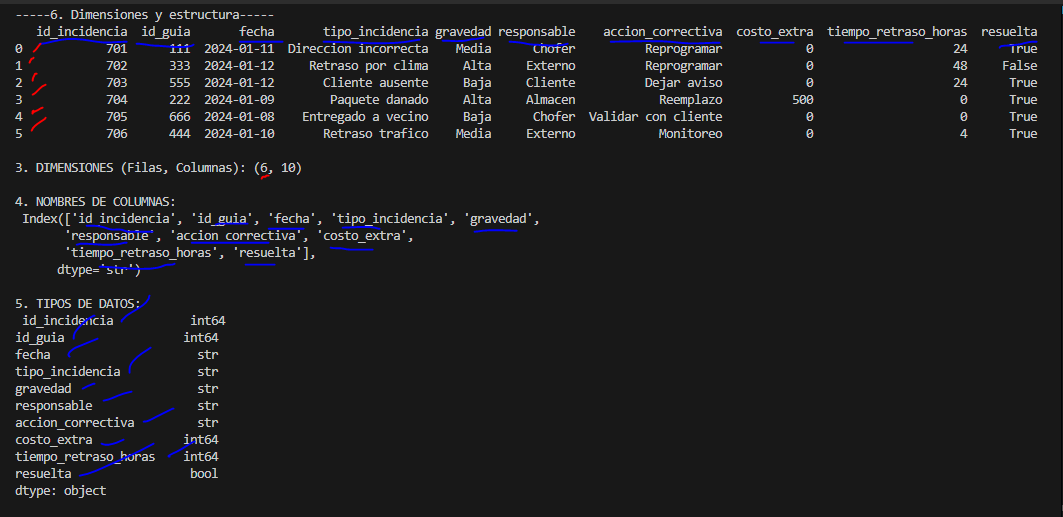 -----6. Dimensiones y estructura-----
id_incidencia id_guia fecha tipo_incidencia gravedad responsable accion_correctiva costo_extra tiempo_retraso_horas resuelta
0 701 111 2024-01-11 Direccion incorrecta Media Chofer Reprogramar 0 24 True
1 702 333 2024-01-12 Retraso por clima Alta Externo Reprogramar 0 48 False
2 703 555 2024-01-12 Cliente ausente Baja Cliente Dejar aviso 0 24 True
3 704 222 2024-01-09 Paquete danado Alta Almacen Reemplazo 500 0 True
4 705 666 2024-01-08 Entregado a vecino Baja Chofer Validar con cliente 0 0 True
5 706 444 2024-01-10 Retraso trafico Media Externo Monitoreo 0 4 True
3. DIMENSIONES (Filas, Columnas): (6, 10)
4. NOMBRES DE COLUMNAS:
Index(['id_incidencia', 'id_guia', 'fecha', 'tipo_incidencia', 'gravedad',
'responsable', 'accion_correctiva', 'costo_extra',
'tiempo_retraso_horas', 'resuelta'],
dtype='str')
5. TIPOS DE DATOS:
id_incidencia int64
id_guia int64
fecha str
tipo_incidencia str
gravedad str
responsable str
accion_correctiva str
costo_extra int64
tiempo_retraso_horas int64
resuelta bool
dtype: object